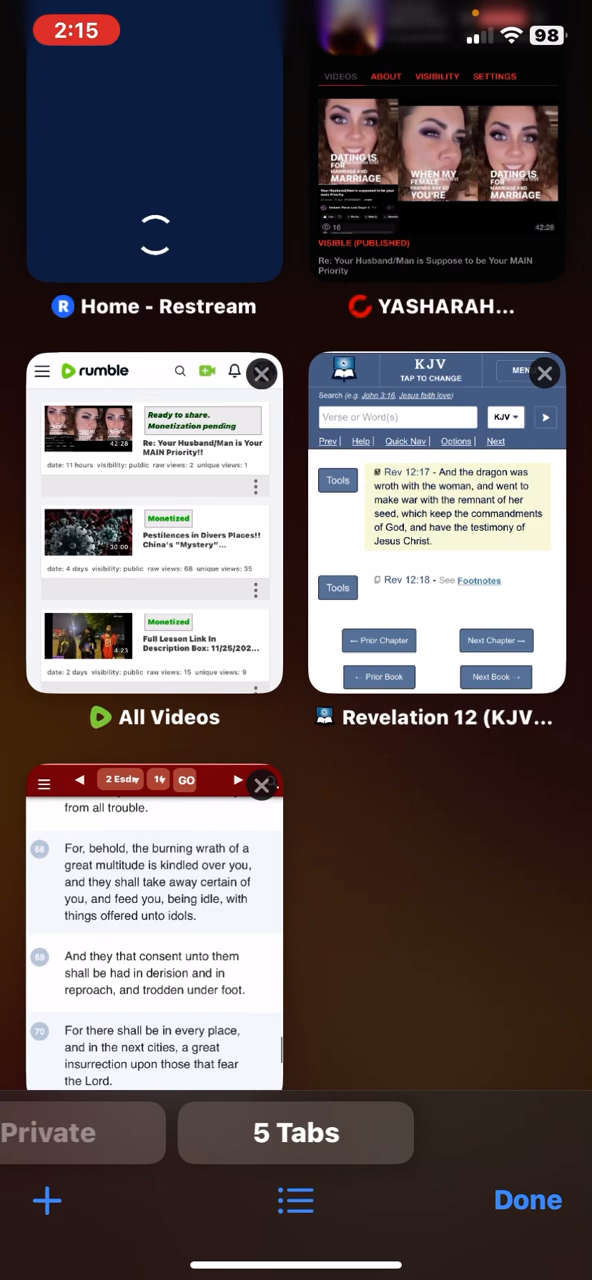 2:15
98
VIDEOS ABOUT VISIBILITY SETTINGS
DATING IS
FOR
MARRIAGE AND
MARRIAGE
WHEN MY
FEMALE
FRIENDS SAY
YOU'RE
DATING IS
FOR
MARRIAGE AND
MARRIAGE
16
42:28
VISIBLE (PUBLISHED)
Re: Your Husband/Man is Suppose to be Your MAIN
Priority
R Home - Restream
YASHARAH...
rumble
Ready to share.
Monetization pending
42:28
Re: Your Husband/Man is Your
MAIN Priority!!
date: 11 hours visibility: public raw views: 2 unique views: 1
Monetized
30:00
Pestilences in Divers Places!!
China's "Mystery"...
date: 4 days visibility: public raw views: 68 unique views: 35
Monetized
4:23
Full Lesson Link In
Description Box: 11/25/202...
date: 2 days visibility: public raw views: 15 unique views: 9
All Videos
KJV
TAP TO CHANGE
MEN
Search (e.g. John 3:16, Jesus faith love)
Verse or Word(s)
KJV
Prev | Help | Quick Nav | Options | Next
Tools
Rev 12:17 - And the dragon was
wroth with the woman, and went to
make war with the remnant of her
seed, which keep the commandments
of God, and have the testimony of
Jesus Christ.
Tools
Rev 12:18 - See Footnotes
← Prior Chapter
Next Chapter →
← Prior Book
Next Book →
Revelation 12 (KJV...
2 Esdr
GO
from all trouble.
68
For, behold, the burning wrath of a
great multitude is kindled over you,
and they shall take away certain of
you, and feed you, being idle, with
things offered unto idols.
69
And they that consent unto them
shall be had in derision and in
reproach, and trodden under foot.
70
For there shall be in every place,
and in the next cities, a great
insurrection upon those that fear
the Lord.
Private
5 Tabs
Done